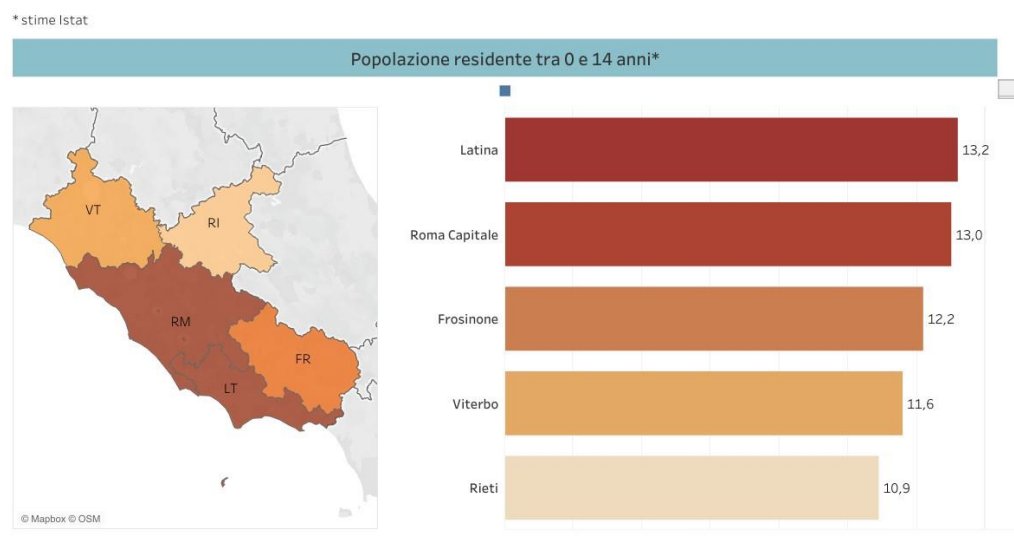 * stime Istat
Popolazione residente tra 0 e 14 anni*
VT
RI
RM
FR
LT
© Mapbox © OSM
Latina 13,2
Roma Capitale 13,0
Frosinone 12,2
Viterbo 11,6
Rieti 10,9